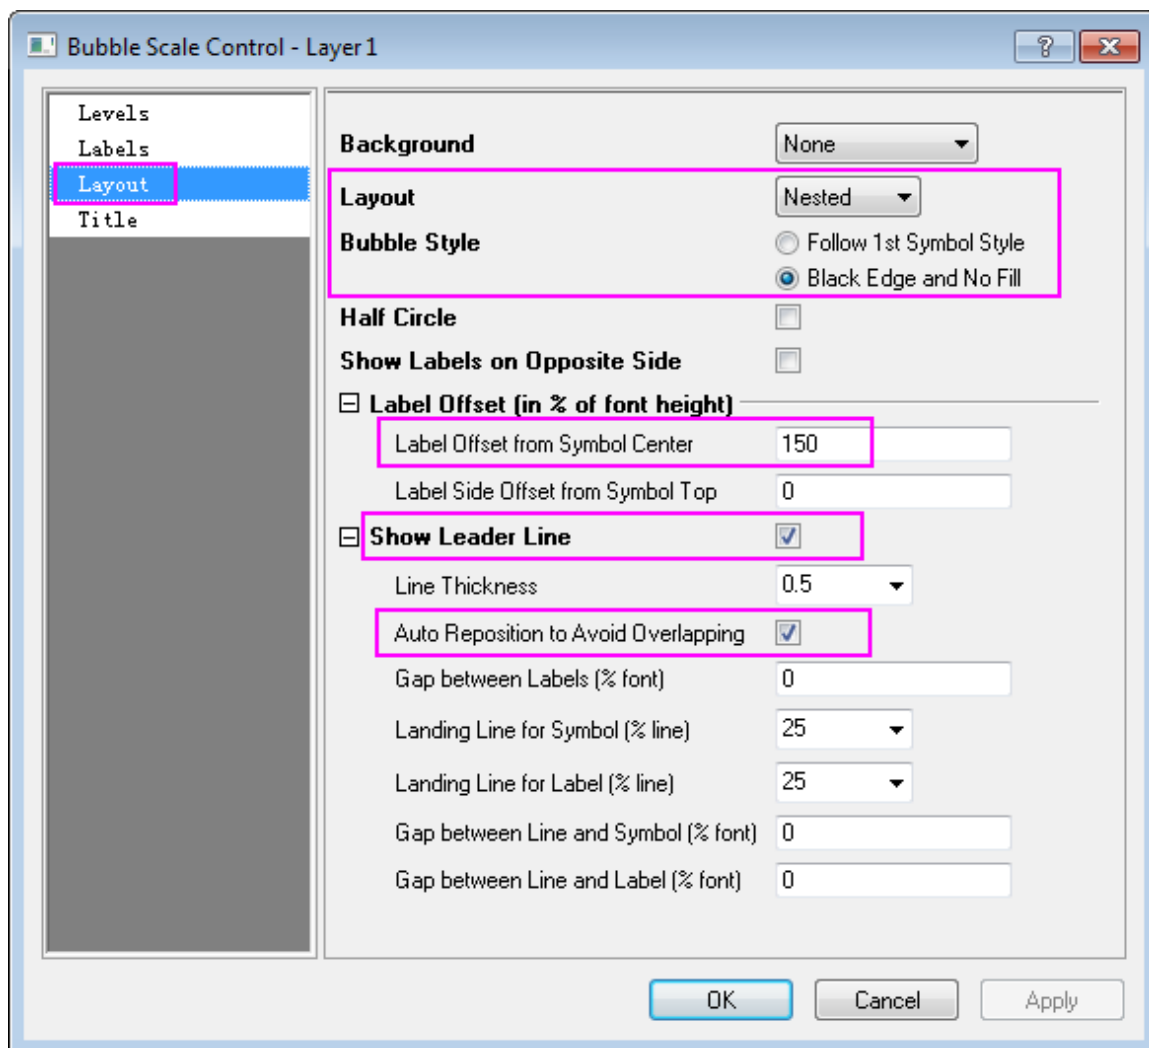 Bubble Scale Control - Layer 1
Levels
Labels
Layout
Title
Background None
Layout Nested
Bubble Style Follow 1st Symbol Style
Black Edge and No Fill
Half Circle
Show Labels on Opposite Side
Label Offset (in % of font height)
Label Offset from Symbol Center 150
Label Side Offset from Symbol Top 0
Show Leader Line
Line Thickness 0.5
Auto Reposition to Avoid Overlapping
Gap between Labels (% font) 0
Landing Line for Symbol (% line) 25
Landing Line for Label (% line) 25
Gap between Line and Symbol (% font) 0
Gap between Line and Label (% font) 0
OK Cancel Apply